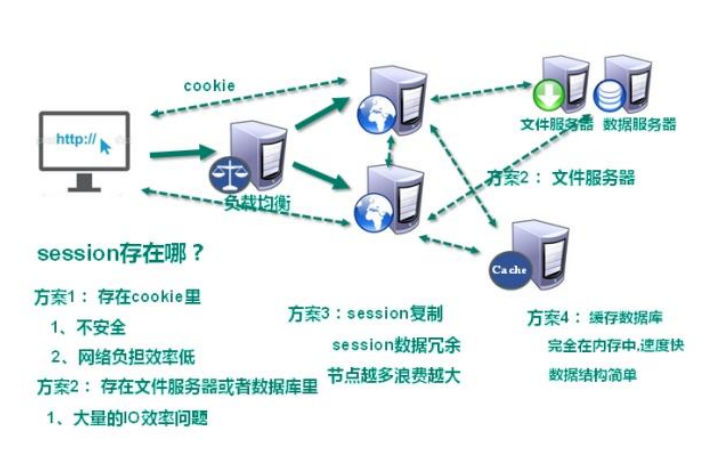 cookie
http://
负载均衡
文件服务器 数据服务器
方案2： 文件服务器
Cache
session存在哪？
方案1： 存在cookie里
1、不安全
2、网络负担效率低
方案2： 存在文件服务器或者数据库里
1、大量的IO效率问题
方案3：session复制
session数据冗余
节点越多浪费越大
方案4： 缓存数据库
完全在内存中,速度快
数据结构简单